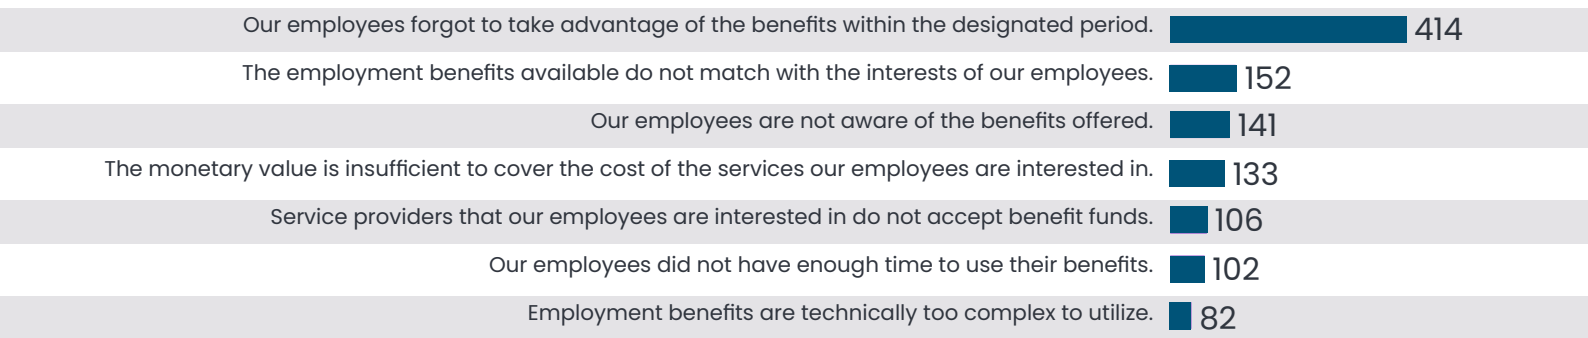 Our employees forgot to take advantage of the benefits within the designated period. 414
The employment benefits available do not match with the interests of our employees. 152
Our employees are not aware of the benefits offered. 141
The monetary value is insufficient to cover the cost of the services our employees are interested in. 133
Service providers that our employees are interested in do not accept benefit funds. 106
Our employees did not have enough time to use their benefits. 102
Employment benefits are technically too complex to utilize. 82